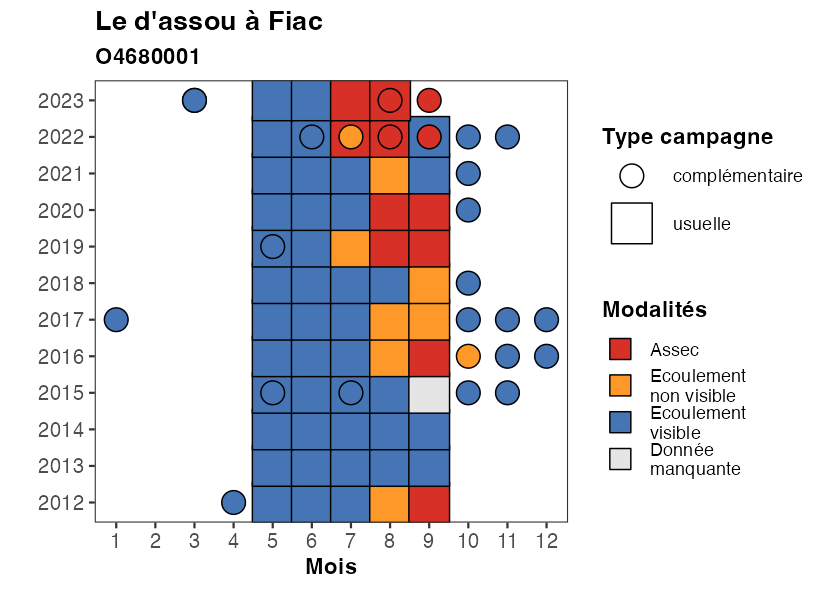 Le d'assou à Fiac
O4680001
2023
2022
2021
2020
2019
2018
2017
2016
2015
2014
2013
2012
1 2 3 4 5 6 7 8 9 10 11 12
Mois
Type campagne
complémentaire
usuelle
Modalités
Assec
Ecoulement
non visible
Ecoulement
visible
Donnée
manquante